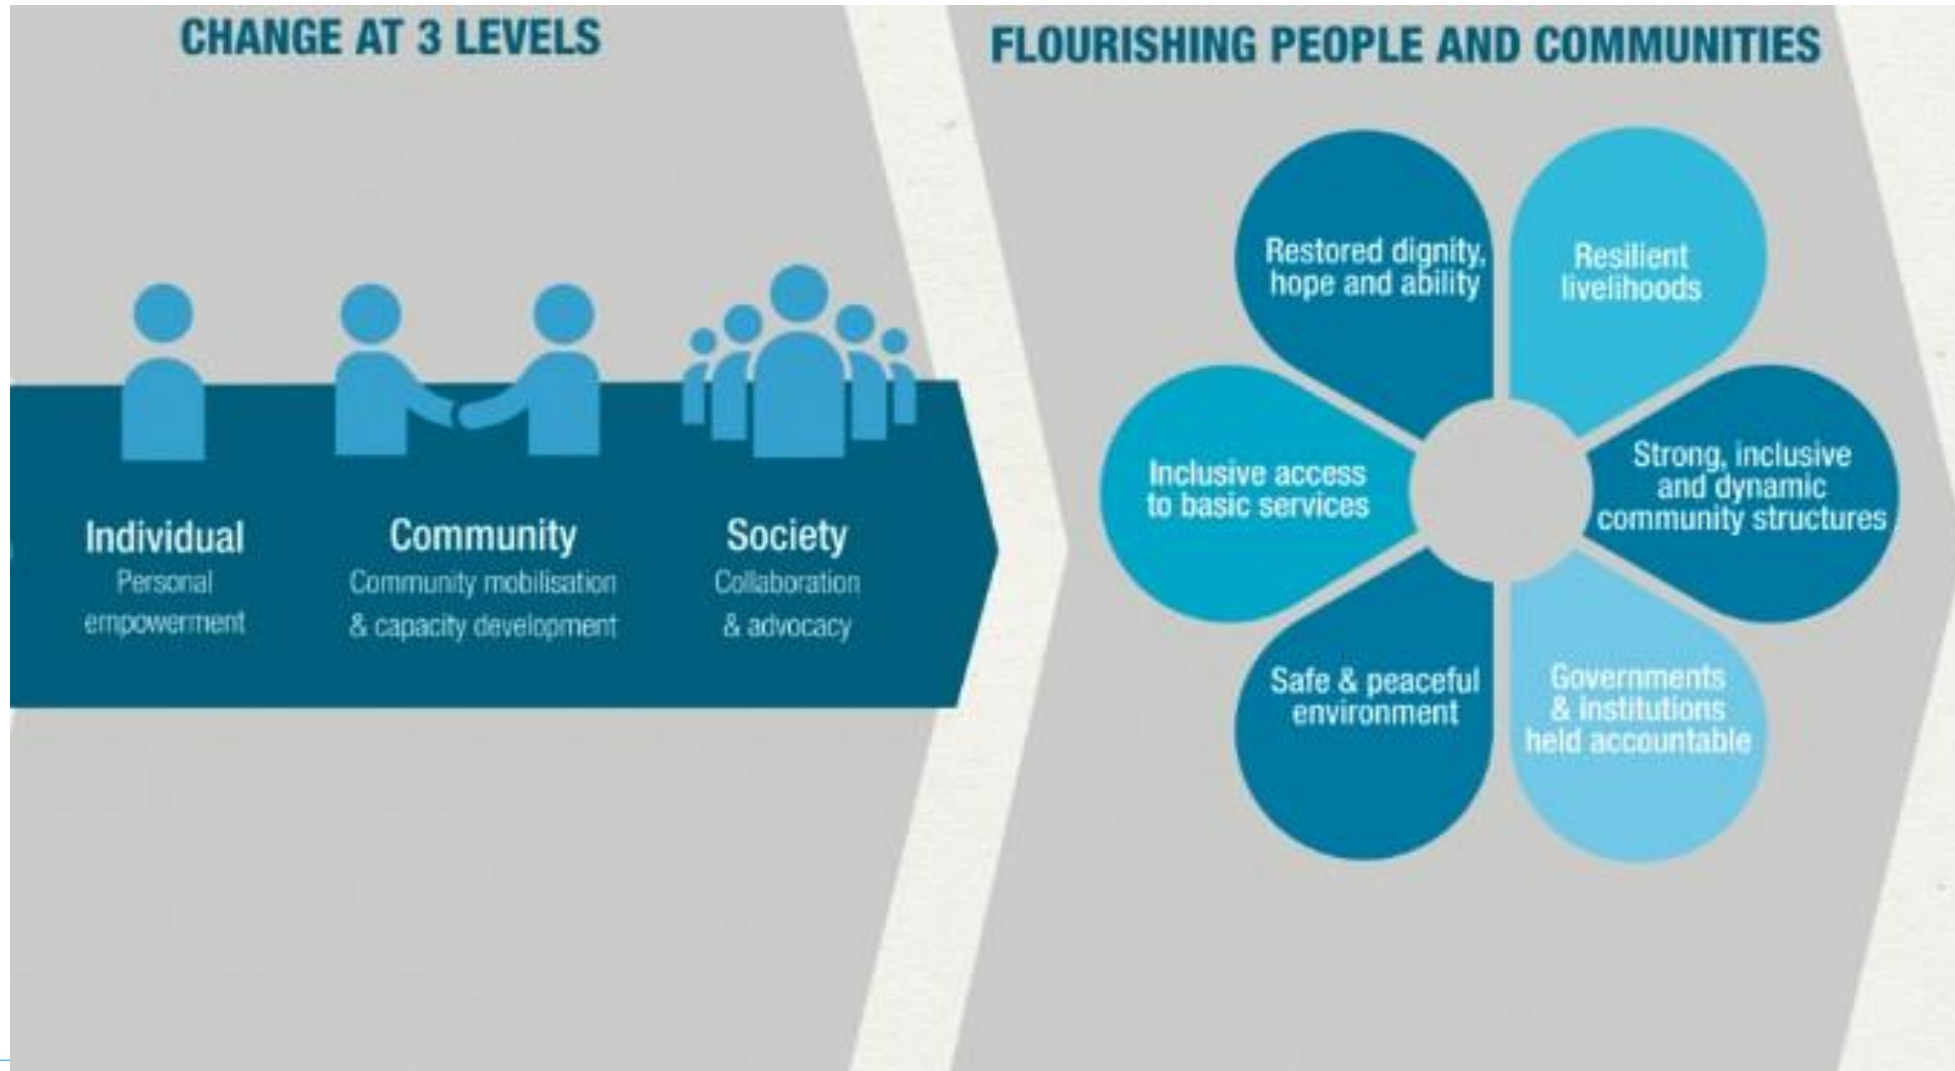 CHANGE AT 3 LEVELS
Individual
Personal
empowerment
Community
Community mobilisation
& capacity development
Society
Collaboration
& advocacy
FLOURISHING PEOPLE AND COMMUNITIES
Restored dignity,
hope and ability
Resilient
livelihoods
Inclusive access
to basic services
Strong, inclusive
and dynamic
community structures
Safe & peaceful
environment
Governments
& institutions
held accountable